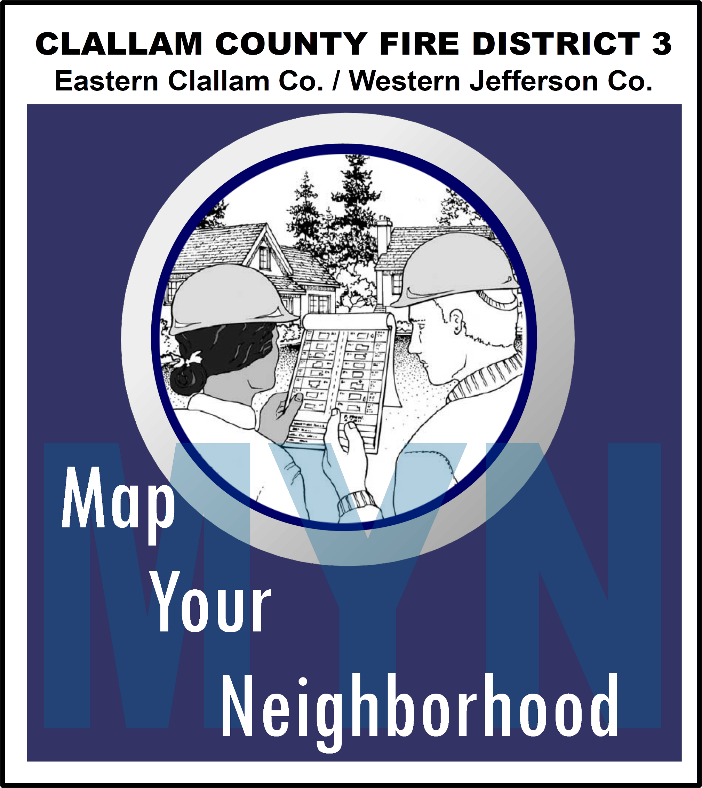 CLALLAM COUNTY FIRE DISTRICT 3
Eastern Clallam Co. / Western Jefferson Co.
MYN
Map
Your
Neighborhood